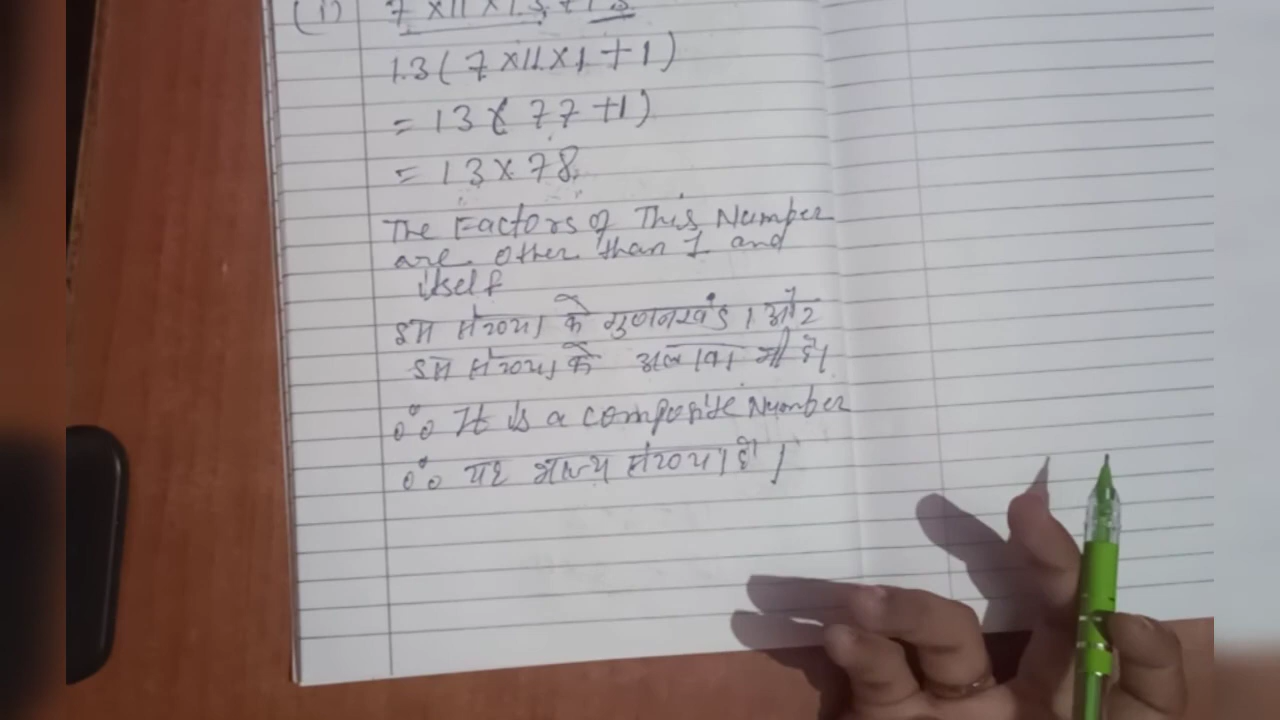 (i) 7 × 11 × 13 + 13
13 ( 7 × 11 × 1 + 1 )
= 13 ( 77 + 1 )
= 13 × 78
The Factors of This Number
are other than 1 and
itself
इस संख्या के गुणनखंड 1 और
इस संख्या के अलावा भी है।
∴ It is a composite Number
∴ यह भाज्य संख्या है।